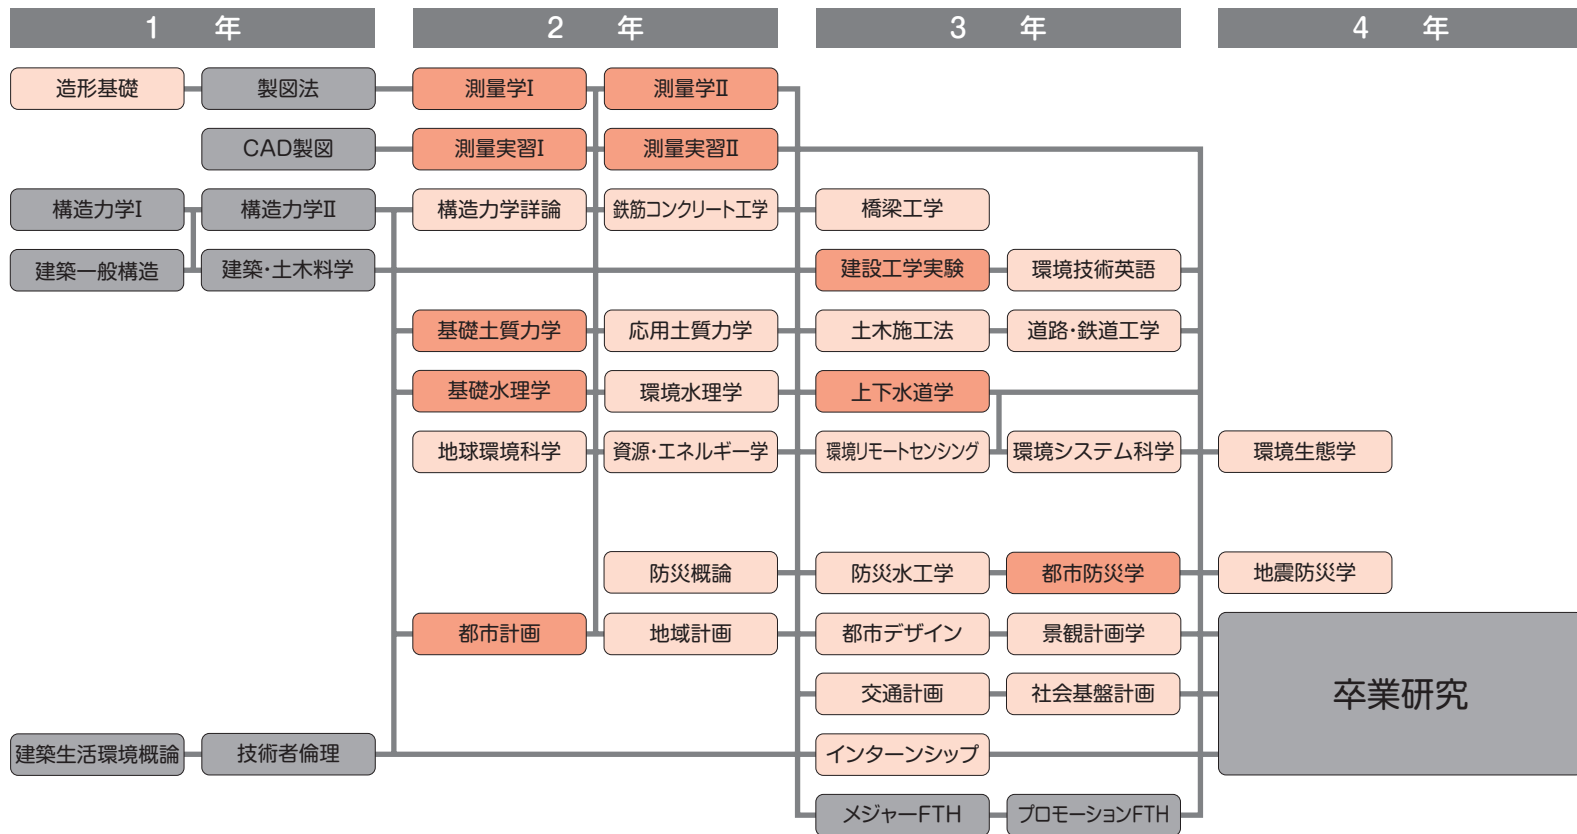 1 年
2 年
3 年
4 年
造形基礎
製図法
測量学I
測量学II
CAD製図
測量実習I
測量実習II
構造力学I
構造力学II
構造力学詳論
鉄筋コンクリート工学
橋梁工学
建築一般構造
建築・土木料学
建設工学実験
環境技術英語
基礎土質力学
応用土質力学
土木施工法
道路・鉄道工学
基礎水理学
環境水理学
上下水道学
地球環境科学
資源・エネルギー学
環境リモートセンシング
環境システム科学
環境生態学
防災概論
防災水工学
都市防災学
地震防災学
都市計画
地域計画
都市デザイン
景観計画学
交通計画
社会基盤計画
卒業研究
建築生活環境概論
技術者倫理
インターンシップ
メジャーFTH
プロモーションFTH